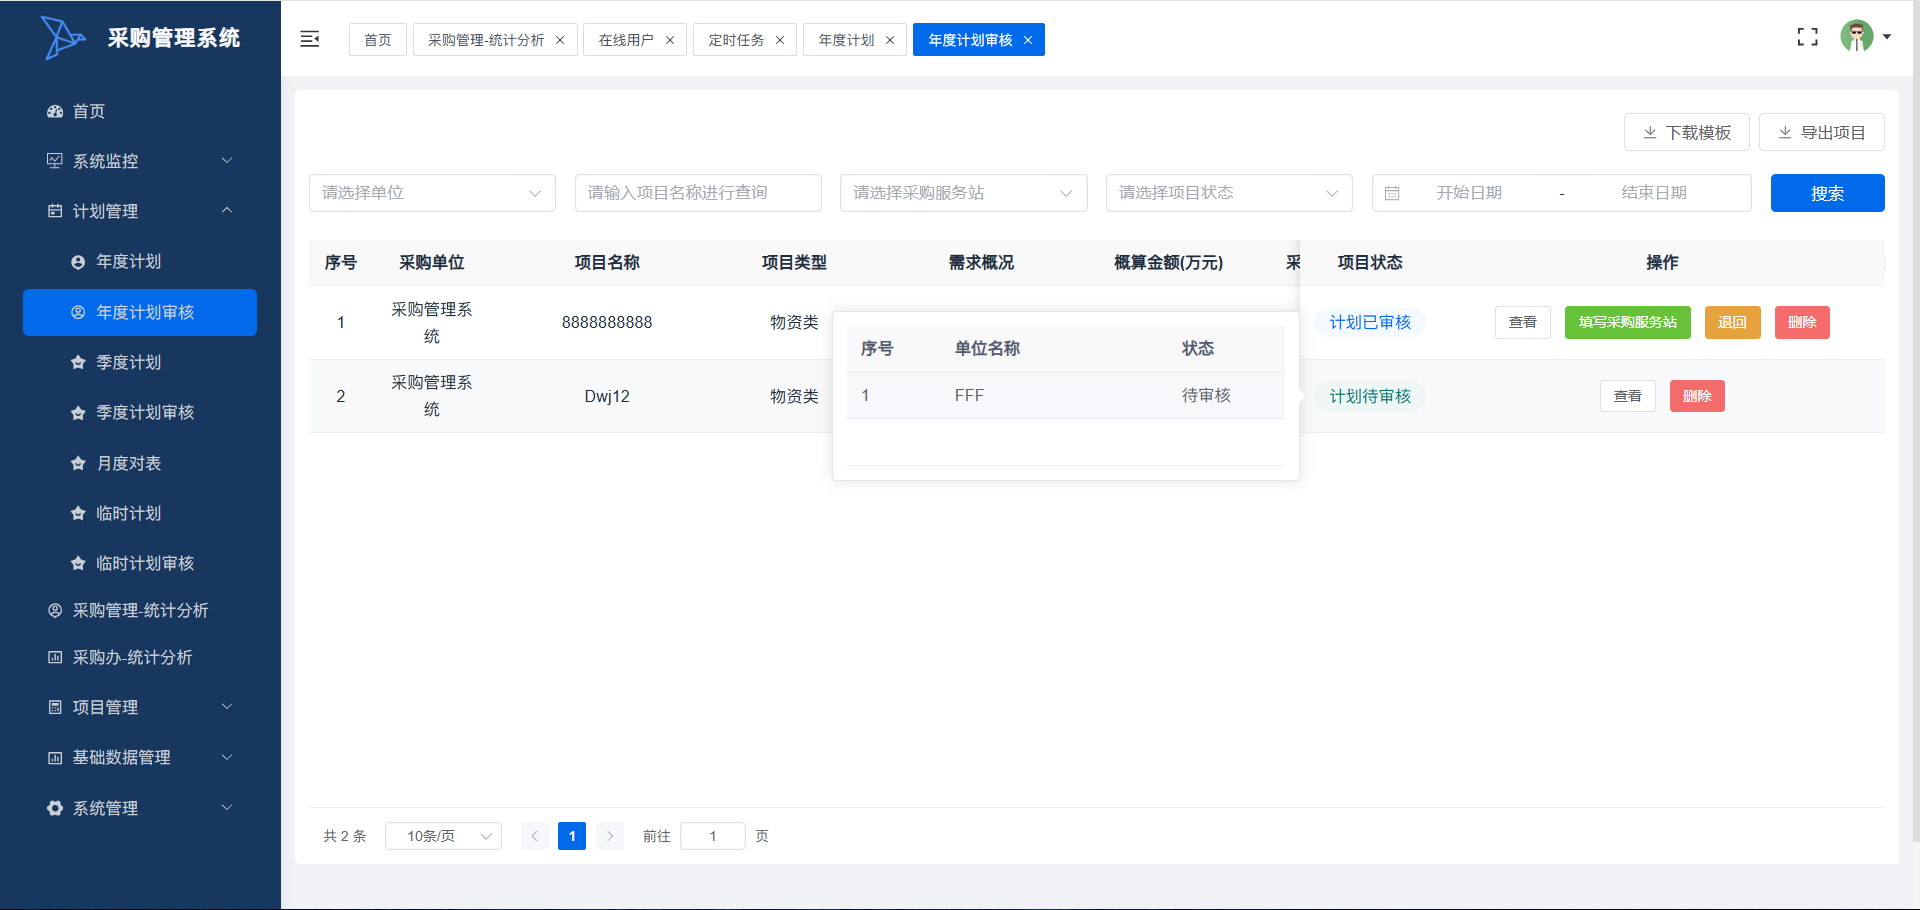 采购管理系统
首页
系统监控
计划管理
年度计划
年度计划审核
季度计划
季度计划审核
月度对表
临时计划
临时计划审核
采购管理-统计分析
采购办-统计分析
项目管理
基础数据管理
系统管理
首页 采购管理-统计分析 在线用户 定时任务 年度计划 年度计划审核
下载模板 导出项目
请选择单位 请输入项目名称进行查询 请选择采购服务站 请选择项目状态 开始日期 - 结束日期 搜索
序号 采购单位 项目名称 项目类型 需求概况 概算金额(万元) 采 项目状态 操作
1 采购管理系统 8888888888 物资类 计划已审核 查看 填写采购服务站 退回 删除
2 采购管理系统 Dwj12 物资类 计划待审核 查看 删除
序号 单位名称 状态
1 FFF 待审核
共 2 条 10条/页 1 前往 1 页